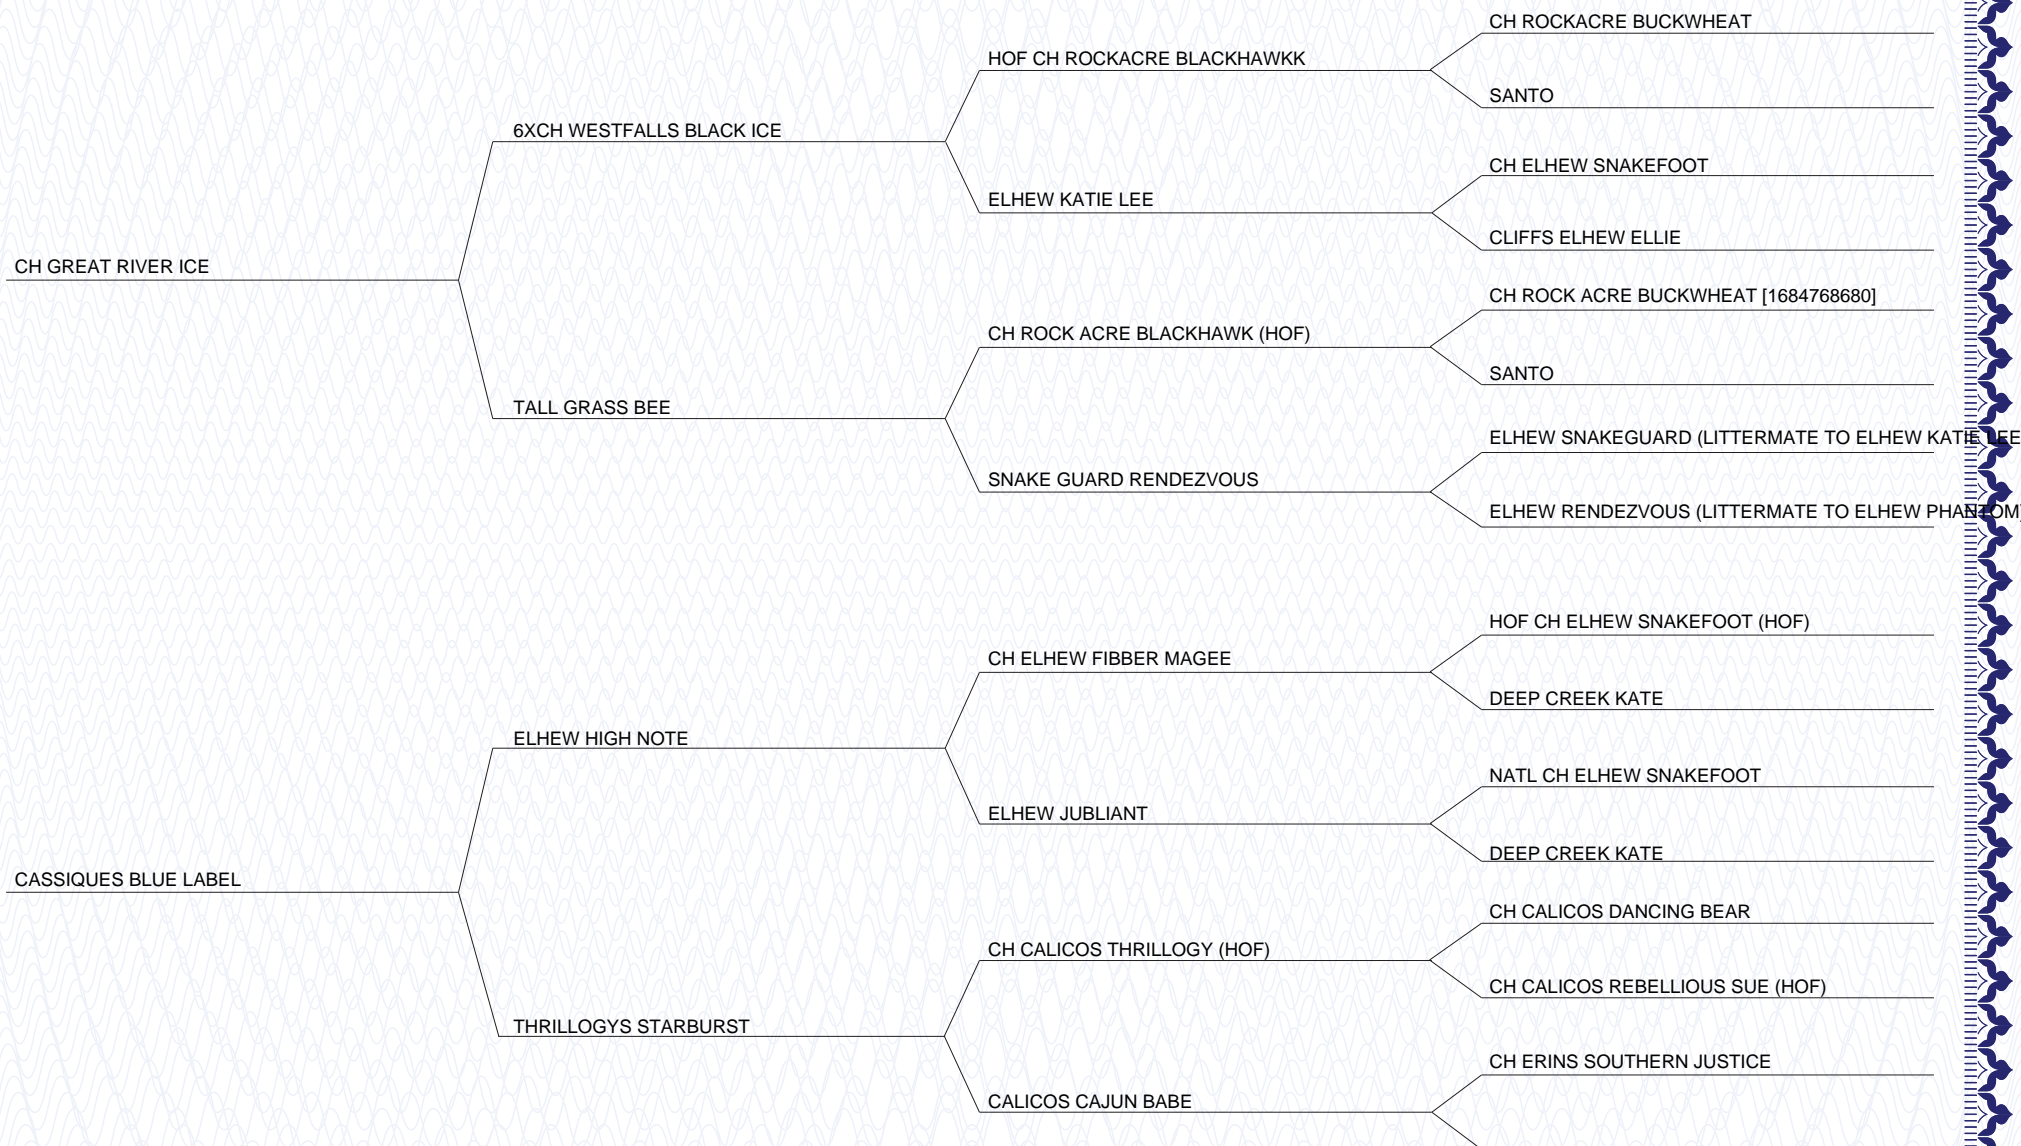 CH ROCKACRE BUCKWHEAT
HOF CH ROCKACRE BLACKHAWKK
SANTO
6XCH WESTFALLS BLACK ICE
CH ELHEW SNAKEFOOT
ELHEW KATIE LEE
CLIFFS ELHEW ELLIE
CH GREAT RIVER ICE
CH ROCK ACRE BUCKWHEAT [1684768680]
CH ROCK ACRE BLACKHAWK (HOF)
SANTO
TALL GRASS BEE
ELHEW SNAKEGUARD (LITTERMATE TO ELHEW KATIE LEE
SNAKE GUARD RENDEZVOUS
ELHEW RENDEZVOUS (LITTERMATE TO ELHEW PHANTOM)
HOF CH ELHEW SNAKEFOOT (HOF)
CH ELHEW FIBBER MAGEE
DEEP CREEK KATE
ELHEW HIGH NOTE
NATL CH ELHEW SNAKEFOOT
ELHEW JUBLIANT
DEEP CREEK KATE
CASSIQUES BLUE LABEL
CH CALICOS DANCING BEAR
CH CALICOS THRILLOGY (HOF)
CH CALICOS REBELLIOUS SUE (HOF)
THRILLOGYS STARBURST
CH ERINS SOUTHERN JUSTICE
CALICOS CAJUN BABE